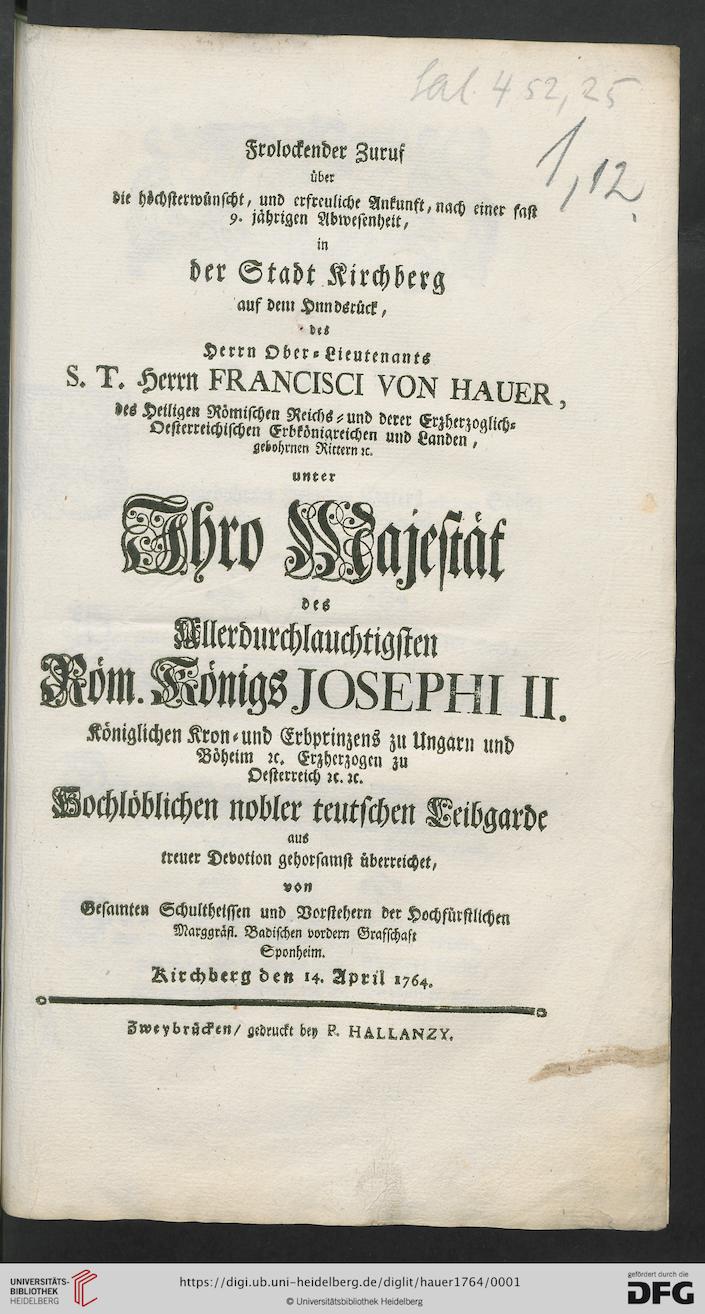 Sal. 452,25
1,12.
Frolockender Zuruf
über
die höchsterwünscht, und erfreuliche Ankunft, nach einer fast
9. jährigen Abwesenheit,
in
der Stadt Kirchberg
auf dem Hundsrück,
des
Herrn Ober-Lieutenants
S. T. Herrn FRANCISCI VON HAUER,
des Heiligen Römischen Reichs- und derer Erzherzoglich-
Oesterreichischen Erbkönigreichen und Landen,
gebohrnen Rittern ꝛc.
unter
Ihro Majestät
des
Allerdurchlauchtigsten
Röm. Königs JOSEPHI II.
Königlichen Kron- und Erbprinzens zu Ungarn und
Böheim ꝛc. Erzherzogen zu
Oesterreich ꝛc. ꝛc.
Hochlöblichen nobler teutschen Leibgarde
aus
treuer Devotion gehorsamst überreichet,
von
Gesamten Schultheissen und Vorstehern der Hochfürstlichen
Marggräfl. Badischen vordern Grafschaft
Sponheim.
Kirchberg den 14. April 1764.
Zweybrücken/ gedruckt bey P. HALLANZY.
UNIVERSITÄTS-
BIBLIOTHEK
HEIDELBERG
https://digi.ub.uni-heidelberg.de/diglit/hauer1764/0001
© Universitätsbibliothek Heidelberg
gefördert durch die
DFG